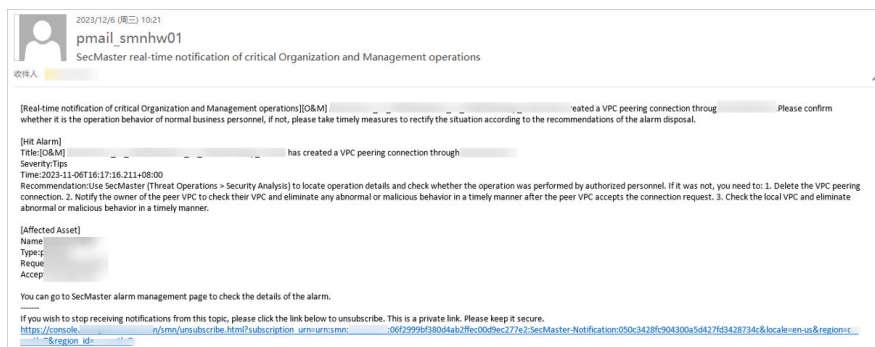 2023/12/6 (周三) 10:21
pmail_smnhw01
SecMaster real-time notification of critical Organization and Management operations
收件人
[Real-time notification of critical Organization and Management operations][O&M] reated a VPC peering connection throug .Please confirm
whether it is the operation behavior of normal business personnel, if not, please take timely measures to rectify the situation according to the recommendations of the alarm disposal.
[Hit Alarm]
Title:[O&M] has created a VPC peering connection through
Severity:Tips
Time:2023-11-06T16:17:16.211+08:00
Recommendation:Use SecMaster (Threat Operations > Security Analysis) to locate operation details and check whether the operation was performed by authorized personnel. If it was not, you need to: 1. Delete the VPC peering
connection. 2. Notify the owner of the peer VPC to check their VPC and eliminate any abnormal or malicious behavior in a timely manner after the peer VPC accepts the connection request. 3. Check the local VPC and eliminate
abnormal or malicious behavior in a timely manner.
[Affected Asset]
Name
Type:p
Reque
Accep
You can go to SecMaster alarm management page to check the details of the alarm.
-------
If you wish to stop receiving notifications from this topic, please click the link below to unsubscribe. This is a private link. Please keep it secure.
https://console. n/smn/unsubscribe.html?subscription_urn=urn:smn: :06f2999bf380d4ab2ffec00d9ec277e2:SecMaster-Notification:050c3428fc904300a5d427fd3428734c&locale=en-us&region=c
&region_id=